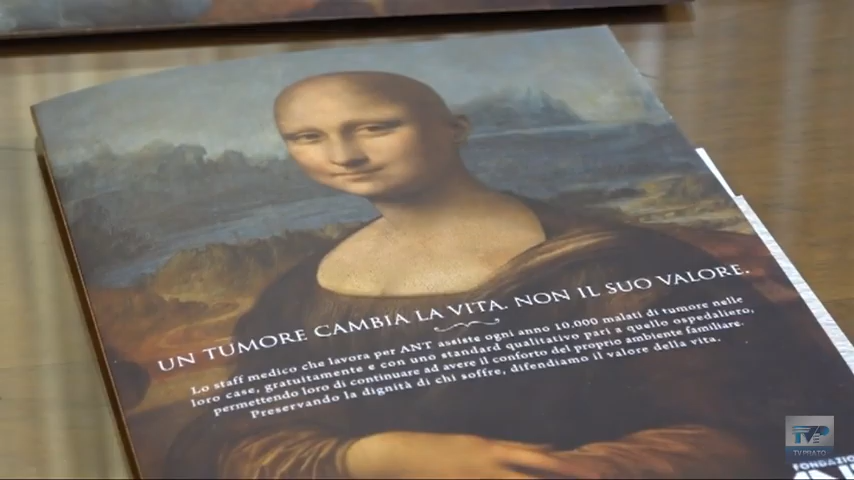 UN TUMORE CAMBIA LA VITA. NON IL SUO VALORE.
Lo staff medico che lavora per ANT assiste ogni anno 10.000 malati di tumore nelle
loro case, gratuitamente e con uno standard qualitativo pari a quello ospedaliero,
permettendo loro di continuare ad avere il conforto del proprio ambiente familiare.
Preservando la dignità di chi soffre, difendiamo il valore della vita.
TVP
TV PRATO